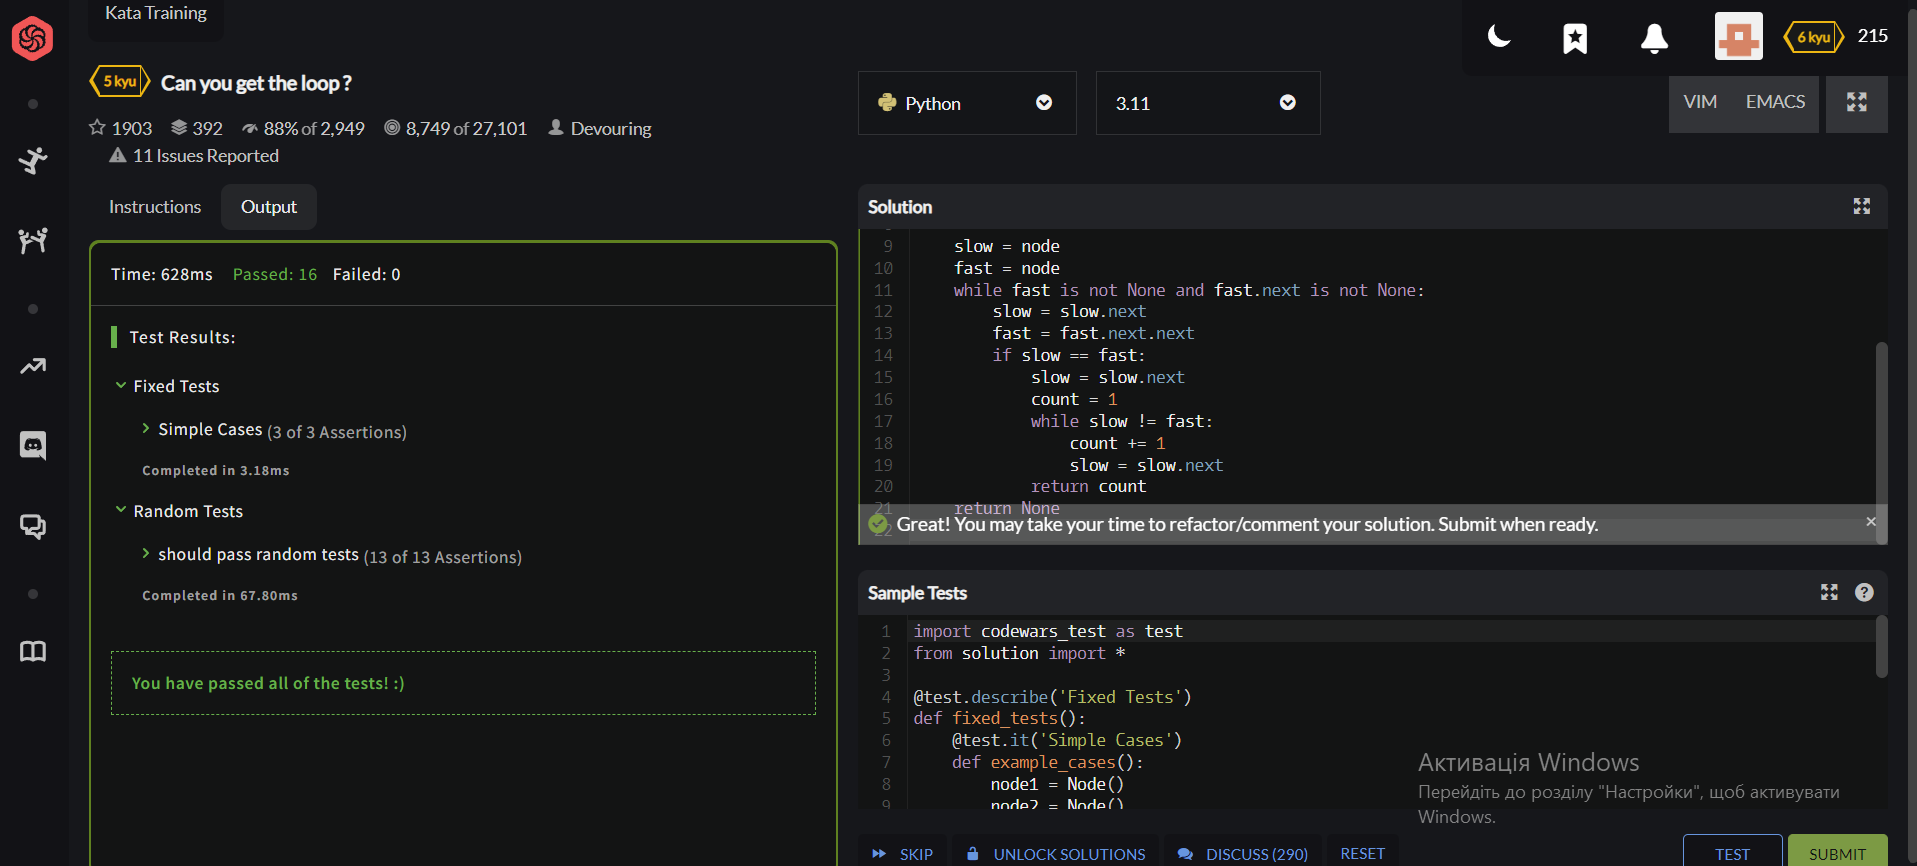 Kata Training
6 kyu
215
5 kyu
Can you get the loop ?
1903
392
88% of 2,949
8,749 of 27,101
Devouring
11 Issues Reported
Python
3.11
VIM
EMACS
Instructions
Output
Time: 628ms Passed: 16 Failed: 0
Test Results:
Fixed Tests
Simple Cases (3 of 3 Assertions)
Completed in 3.18ms
Random Tests
should pass random tests (13 of 13 Assertions)
Completed in 67.80ms
You have passed all of the tests! :)
Solution
9 slow = node
10 fast = node
11 while fast is not None and fast.next is not None:
12 slow = slow.next
13 fast = fast.next.next
14 if slow == fast:
15 slow = slow.next
16 count = 1
17 while slow != fast:
18 count += 1
19 slow = slow.next
20 return count
21 return None
22
Great! You may take your time to refactor/comment your solution. Submit when ready.
Sample Tests
1 import codewars_test as test
2 from solution import *
3
4 @test.describe('Fixed Tests')
5 def fixed_tests():
6 @test.it('Simple Cases')
7 def example_cases():
8 node1 = Node()
9 node2 = Node()
Активація Windows
Перейдіть до розділу "Настройки", щоб активувати
Windows.
SKIP
UNLOCK SOLUTIONS
DISCUSS (290)
RESET
TEST
SUBMIT